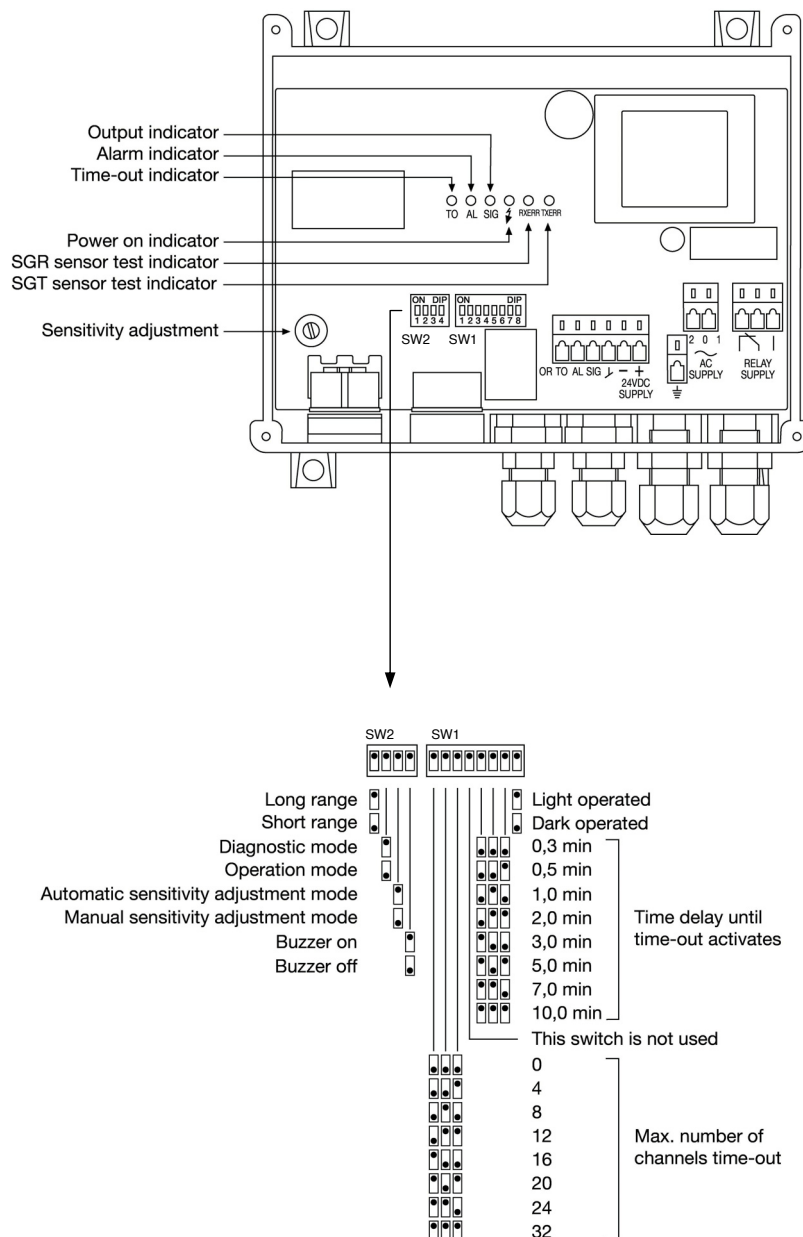 Output indicator
Alarm indicator
Time-out indicator
TO AL SIG RXERR TXERR
Power on indicator
SGR sensor test indicator
SGT sensor test indicator
Sensitivity adjustment
ON DIP
1 2 3 4
SW2
ON DIP
1 2 3 4 5 6 7 8
SW1
OR TO AL SIG − +
24VDC
SUPPLY
2 0 1
AC
SUPPLY
RELAY
SUPPLY
SW2
SW1
Long range
Light operated
Short range
Dark operated
Diagnostic mode
0,3 min
Operation mode
0,5 min
Automatic sensitivity adjustment mode
1,0 min
Manual sensitivity adjustment mode
2,0 min
Time delay until
time-out activates
Buzzer on
3,0 min
Buzzer off
5,0 min
7,0 min
10,0 min
This switch is not used
0
4
8
12
Max. number of
channels time-out
16
20
24
32